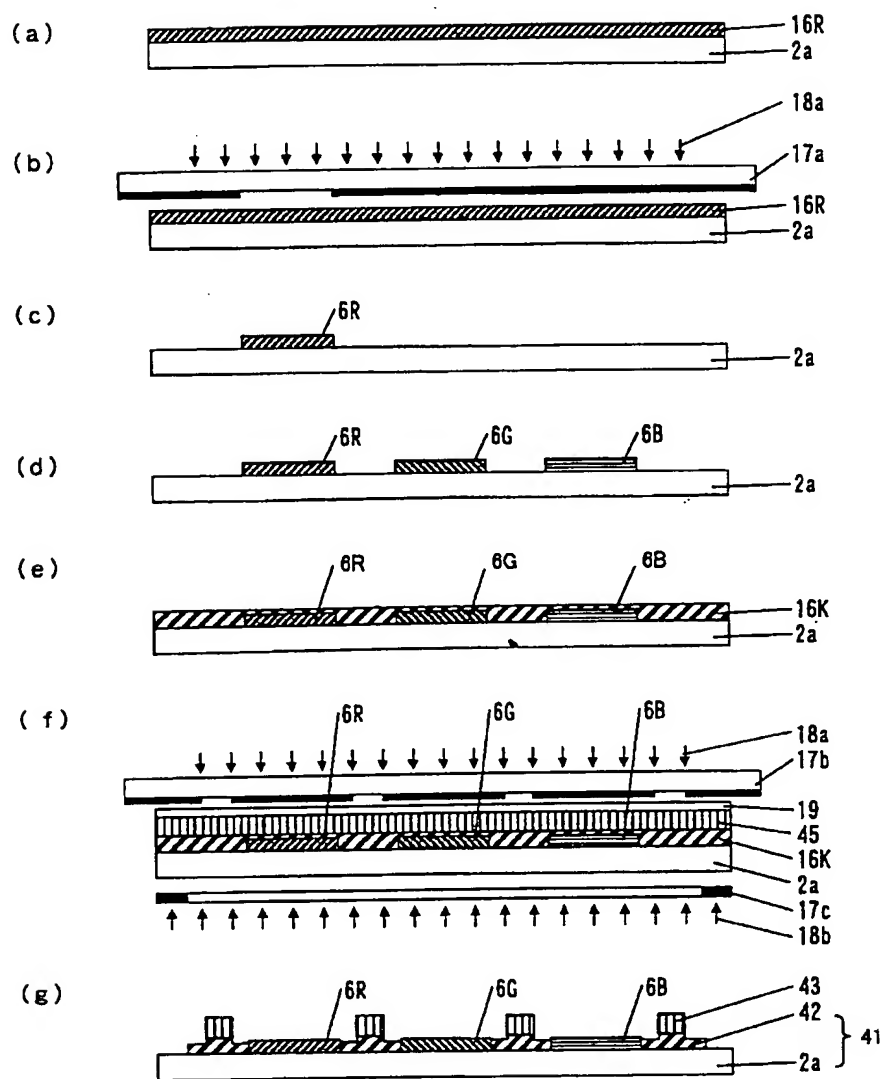 (a)
16R
2a
18a
(b)
17a
16R
2a
(c)
6R
2a
(d)
6R 6G 6B
2a
(e)
6R 6G 6B
16K
2a
(f)
6R 6G 6B
18a
17b
19
45
16K
2a
17c
18b
(g)
6R 6G 6B
43
42
41
2a